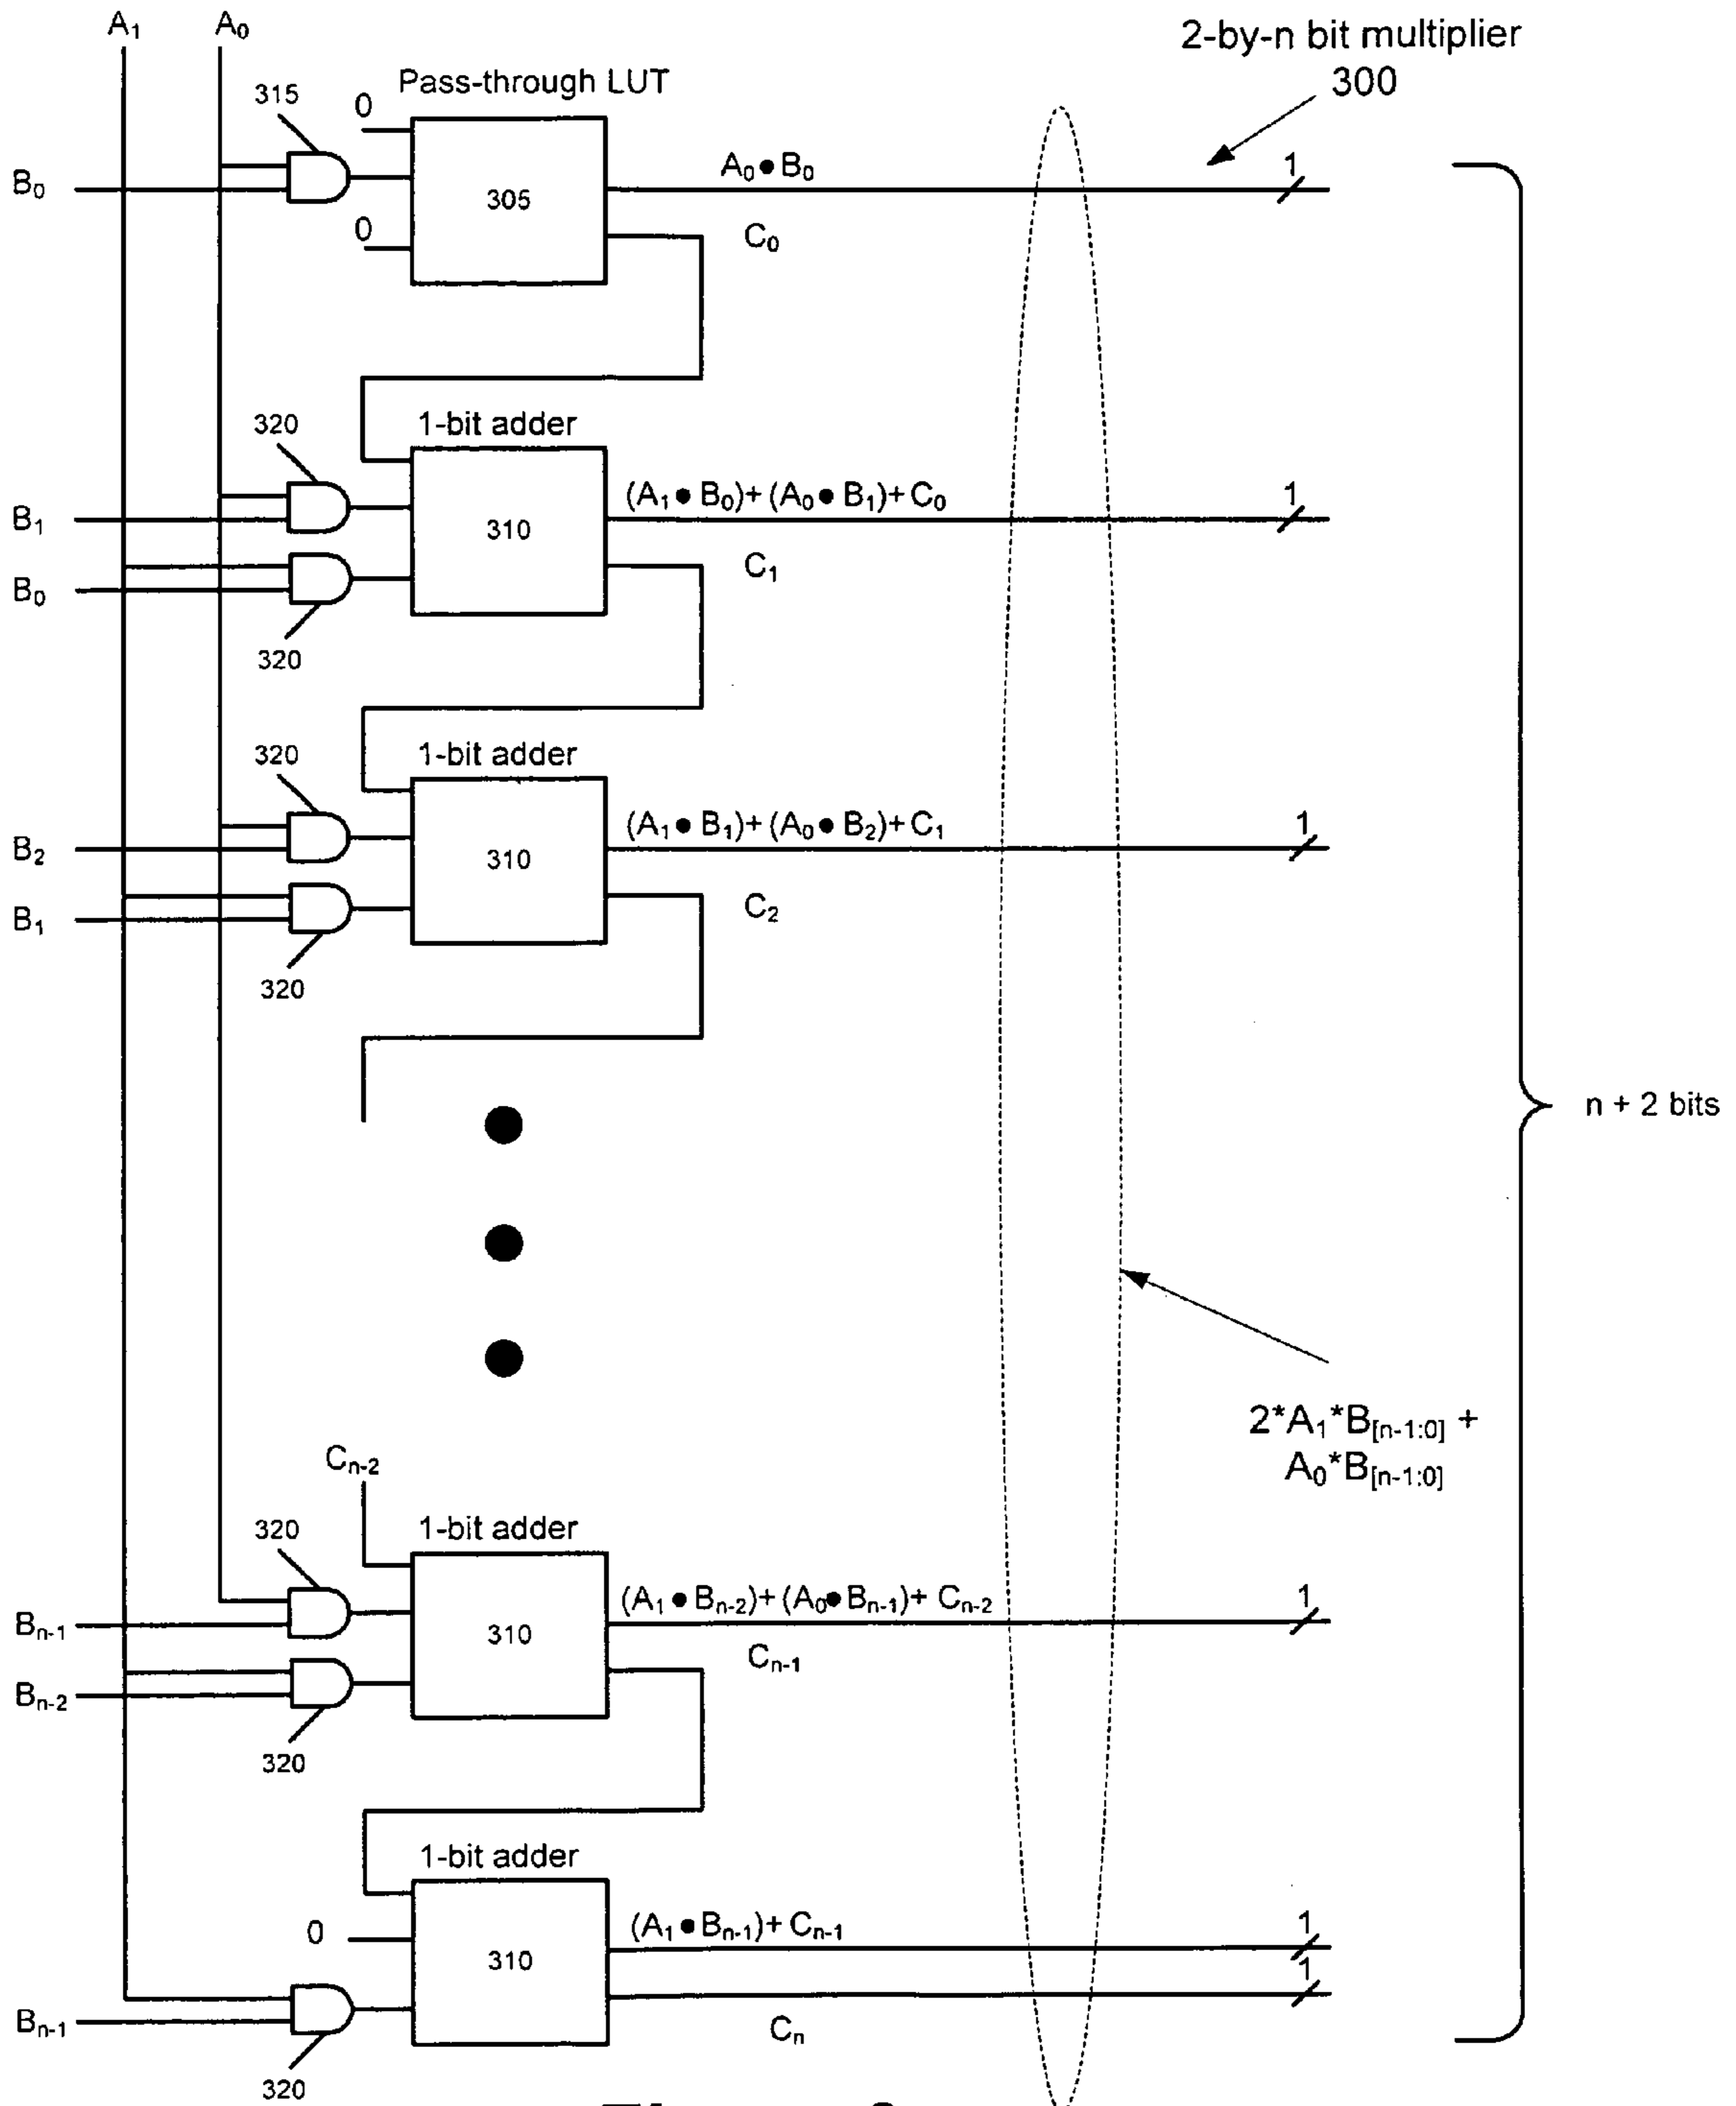 A₁ A₀
2-by-n bit multiplier
300
Pass-through LUT
315
0
B₀
305
A₀•B₀
1
0
C₀
320
1-bit adder
B₁
310
(A₁•B₀)+(A₀•B₁)+C₀
1
B₀
C₁
320
320
1-bit adder
B₂
310
(A₁•B₁)+(A₀•B₂)+C₁
1
B₁
C₂
320
n + 2 bits
2*A₁*B[n-1:0] +
A₀*B[n-1:0]
Cn-2
320
1-bit adder
Bn-1
310
(A₁•Bn-2)+(A₀•Bn-1)+ Cn-2
1
Bn-2
Cn-1
320
1-bit adder
0
310
(A₁•Bn-1)+ Cn-1
1
1
Bn-1
Cn
320